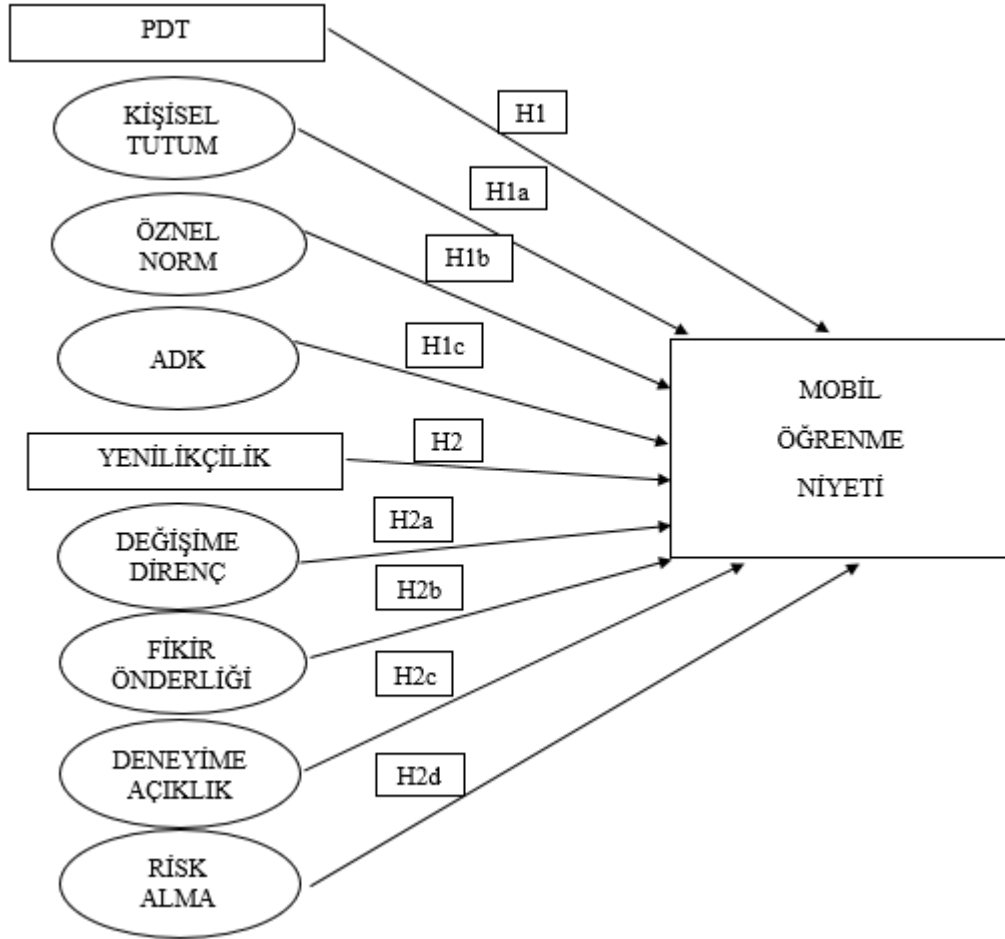 PDT
H1
KİŞİSEL
TUTUM
H1a
ÖZNEL
NORM
H1b
ADK
H1c
YENİLİKÇİLİK
H2
DEĞİŞİME
DİRENÇ
H2a
FİKİR
ÖNDERLİĞİ
H2b
DENEYİME
AÇIKLIK
H2c
RİSK
ALMA
H2d
MOBİL
ÖĞRENME
NİYETİ